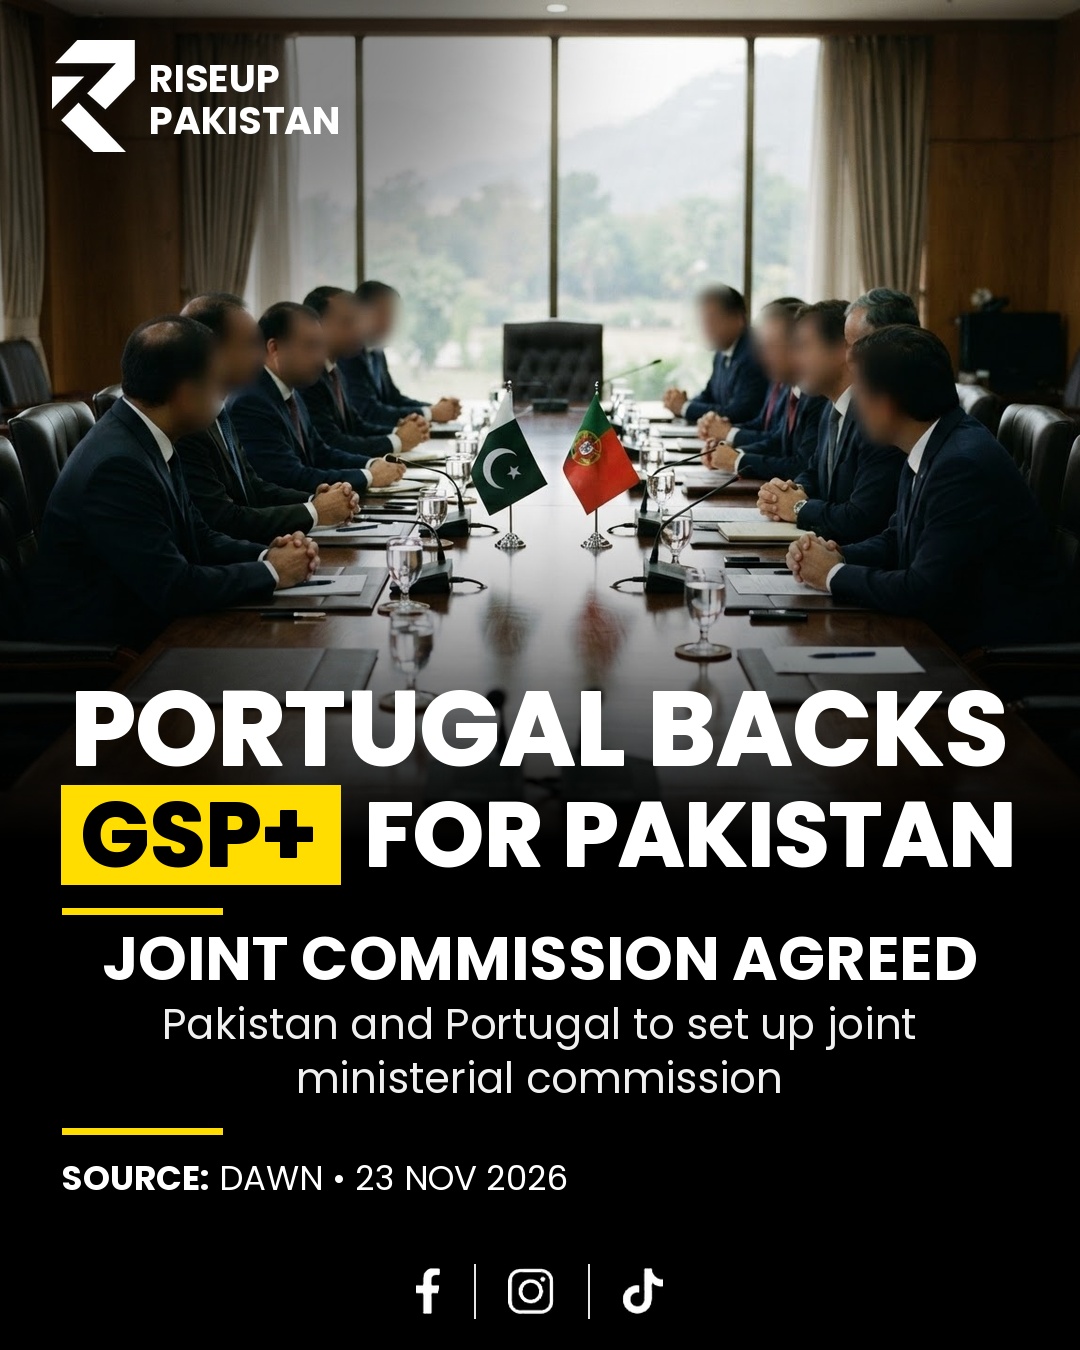 RISEUP
PAKISTAN
PORTUGAL BACKS
GSP+ FOR PAKISTAN
JOINT COMMISSION AGREED
Pakistan and Portugal to set up joint
ministerial commission
SOURCE: DAWN • 23 NOV 2026